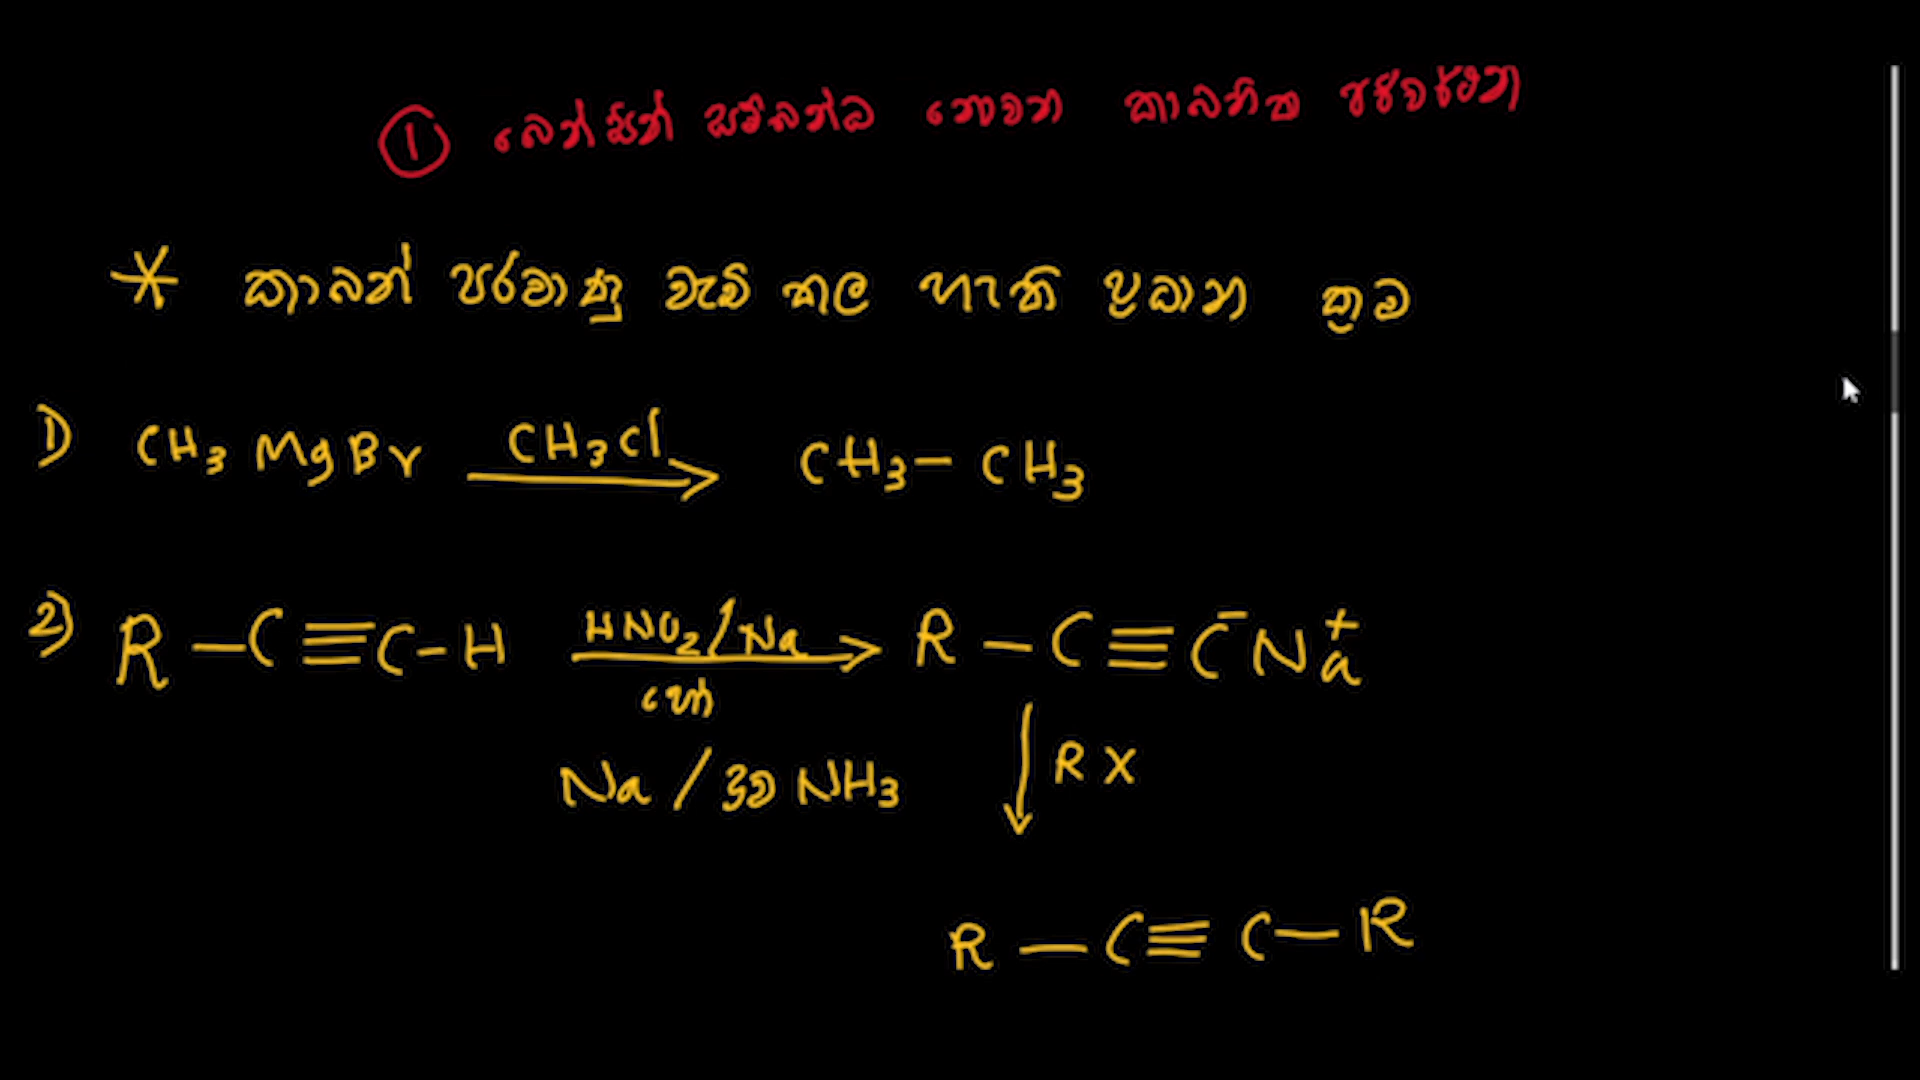 ① බෙන්සීන් සම්බන්ධ නොවන කාබනික පරිවර්තන
* කාබන් පරමාණු වැඩි කල හැකි ප්‍රධාන ක්‍රම
1) CH₃MgBr CH₃Cl → CH₃–CH₃
2) R–C≡C–H HNO₂/Na → R–C≡C⁻Na⁺
හෝ
Na / ද්‍රව NH₃ ↓ RX
R–C≡C–R